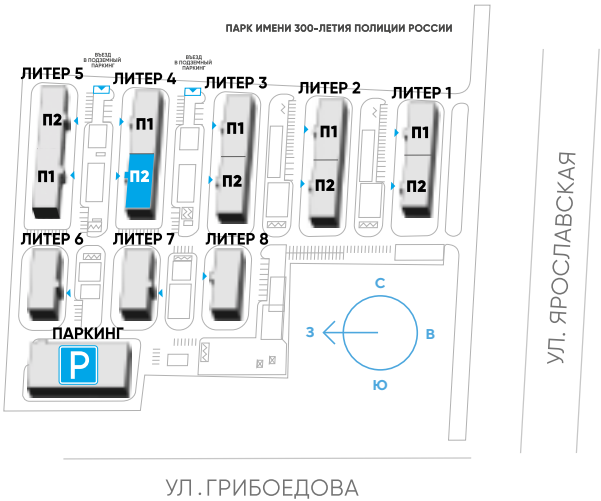 ПАРК ИМЕНИ 300-ЛЕТИЯ ПОЛИЦИИ РОССИИ
ВЪЕЗД
В ПОДЗЕМНЫЙ
ПАРКИНГ
ВЪЕЗД
В ПОДЗЕМНЫЙ
ПАРКИНГ
ЛИТЕР 5
ЛИТЕР 4
ЛИТЕР 3
ЛИТЕР 2
ЛИТЕР 1
П2
П1
П1
П2
П1
П2
П1
П2
П1
П2
ЛИТЕР 6
ЛИТЕР 7
ЛИТЕР 8
ПАРКИНГ
P
С
З
В
Ю
УЛ. ЯРОСЛАВСКАЯ
УЛ. ГРИБОЕДОВА